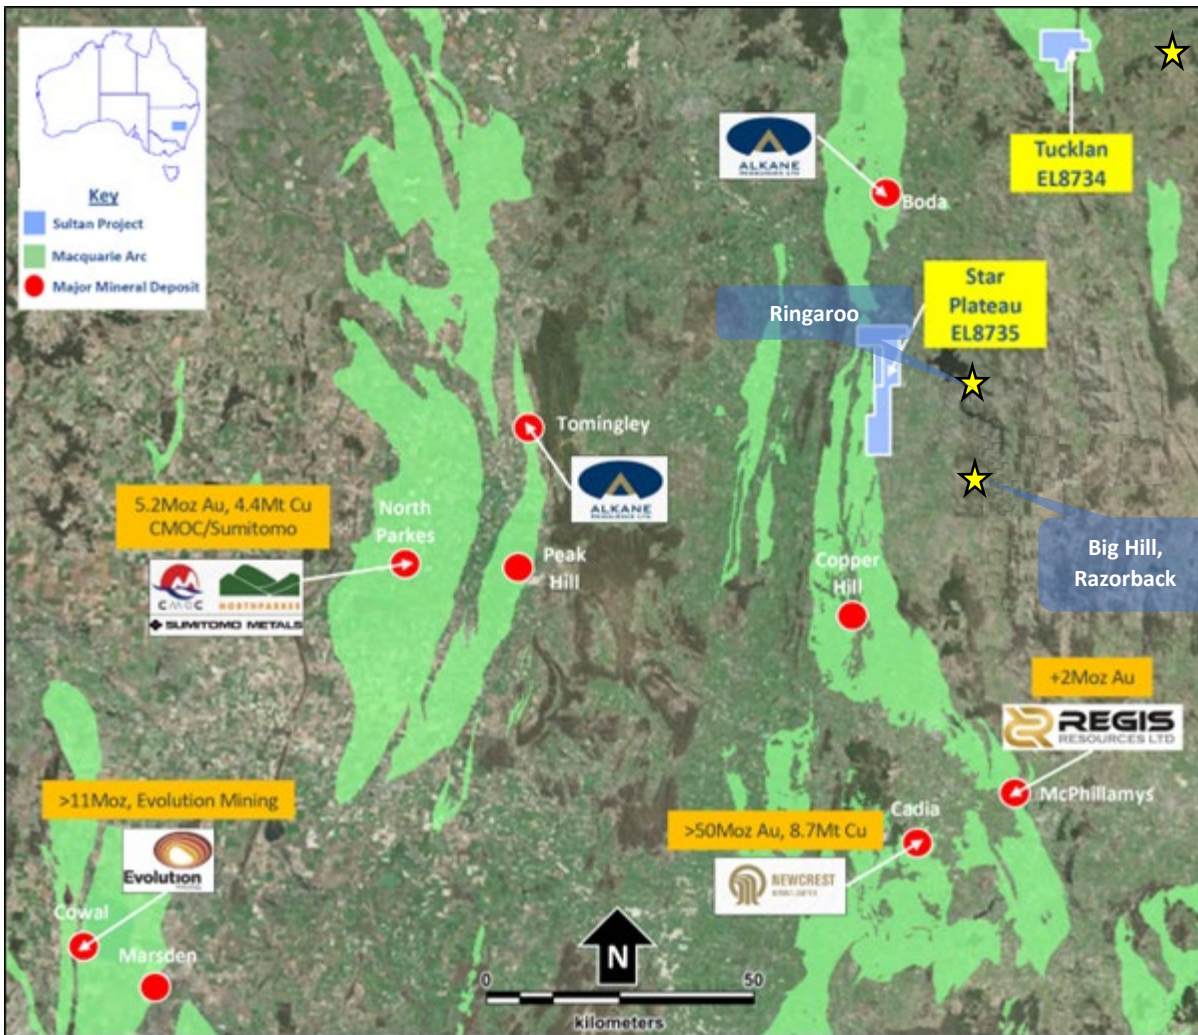 Key
Sultan Project
Macquarie Arc
Major Mineral Deposit
ALKANE
RESOURCES LTD
Boda
Tucklan
EL8734
Star
Plateau
EL8735
Ringaroo
Tomingley
ALKANE
RESOURCES LTD
5.2Moz Au, 4.4Mt Cu
CMOC/Sumitomo
North
Parkes
CMOC
NORTHPARKES
SUMITOMO METALS
Peak
Hill
Copper
Hill
Big Hill,
Razorback
+2Moz Au
REGIS
RESOURCES LTD
McPhillamys
>11Moz, Evolution Mining
Evolution
Cowal
Marsden
>50Moz Au, 8.7Mt Cu
Cadia
NEWCREST
N
0
50
kilometers